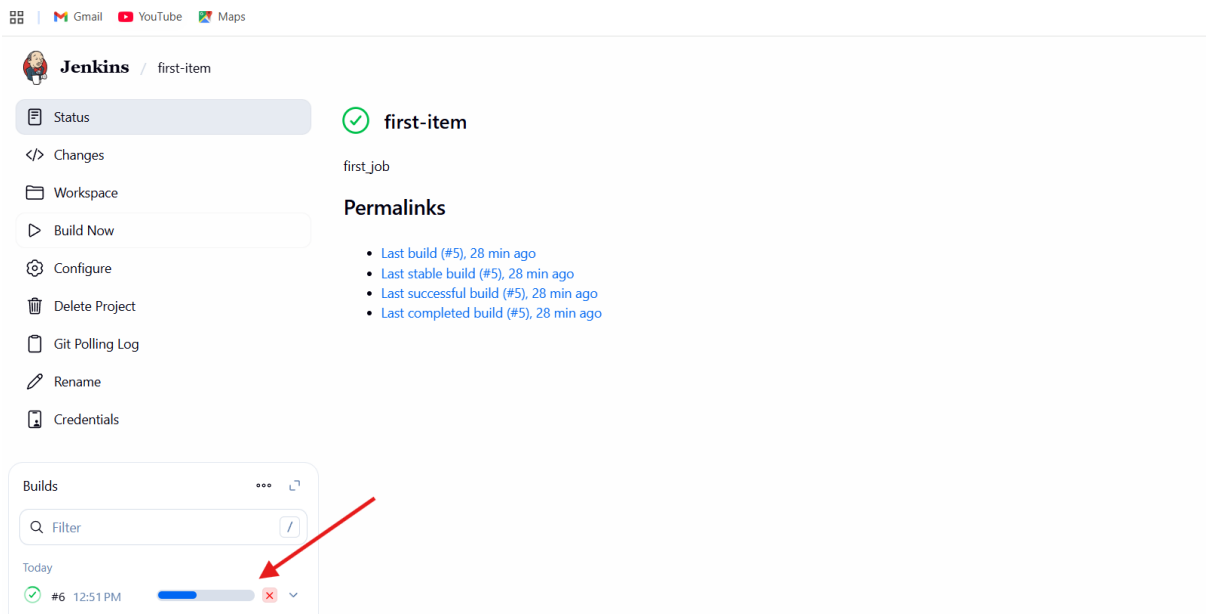 Gmail YouTube Maps
Jenkins / first-item
Status
Changes
Workspace
Build Now
Configure
Delete Project
Git Polling Log
Rename
Credentials
first-item
first_job
Permalinks
Last build (#5), 28 min ago
Last stable build (#5), 28 min ago
Last successful build (#5), 28 min ago
Last completed build (#5), 28 min ago
Builds
Filter /
Today
#6 12:51 PM